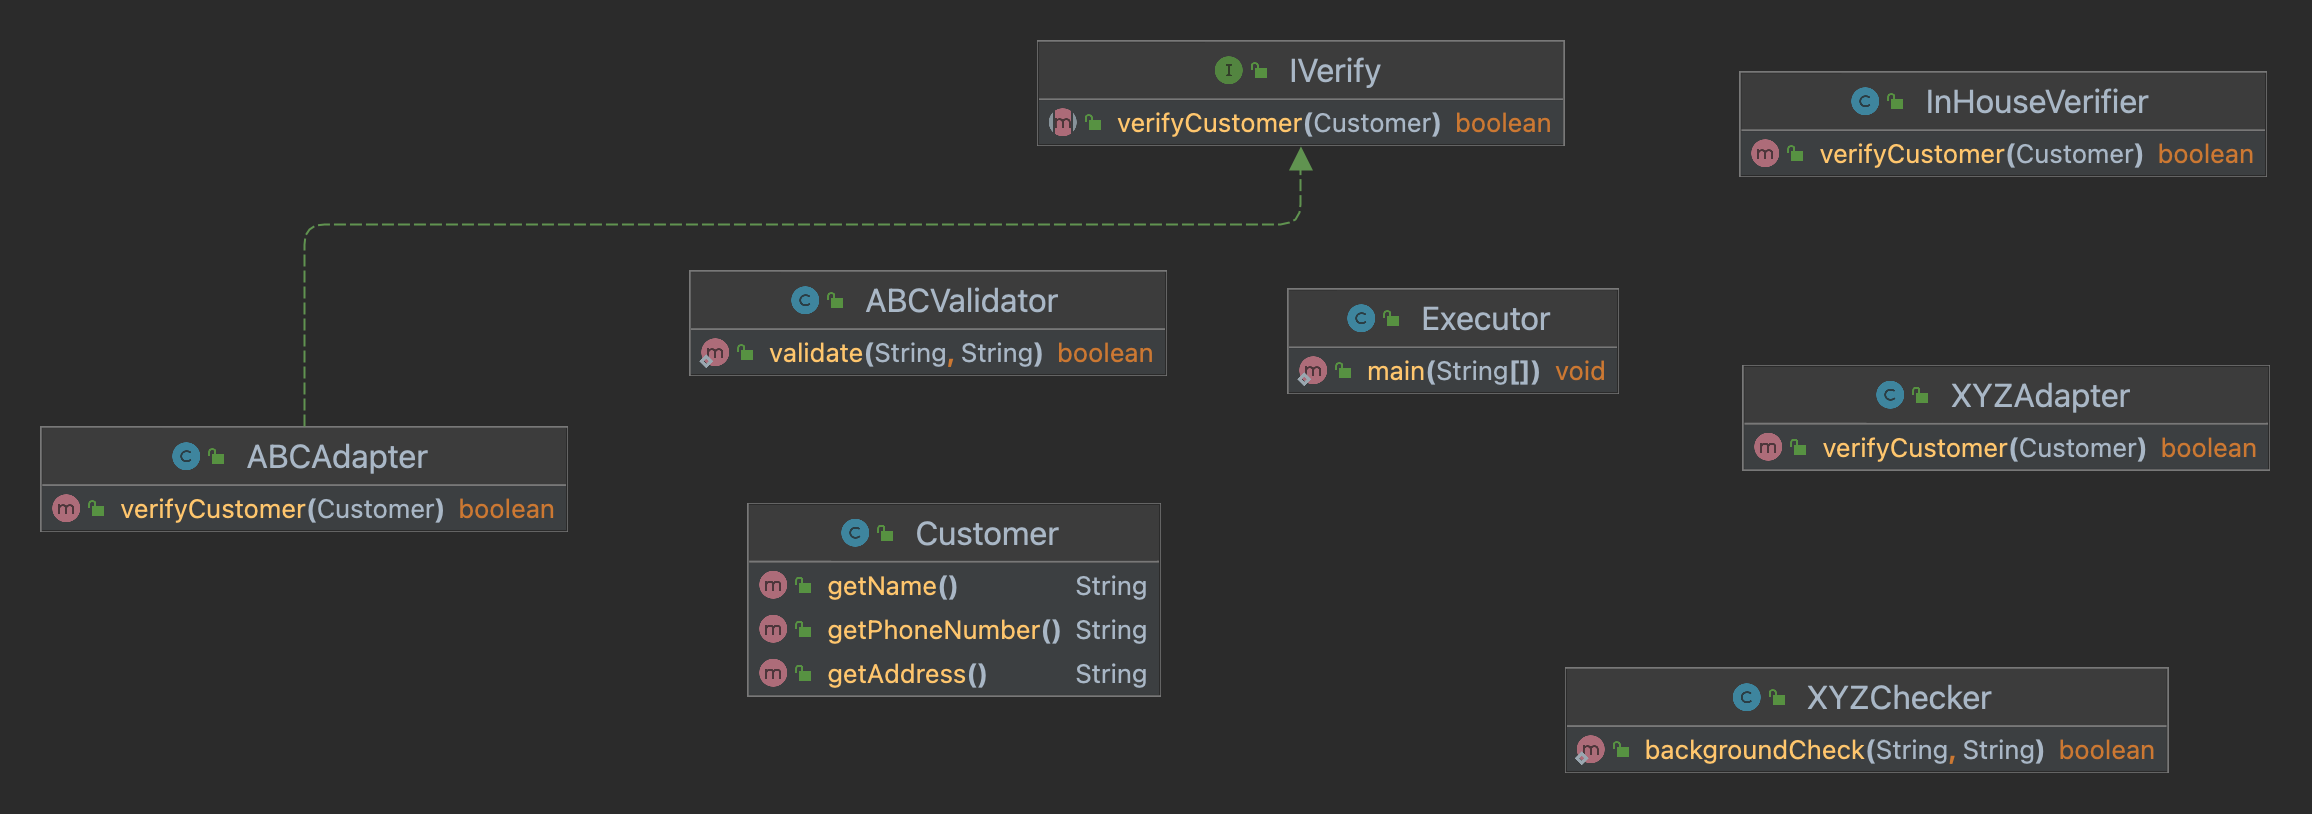 IVerify
verifyCustomer(Customer) boolean
InHouseVerifier
verifyCustomer(Customer) boolean
ABCValidator
validate(String, String) boolean
Executor
main(String[]) void
XYZAdapter
verifyCustomer(Customer) boolean
ABCAdapter
verifyCustomer(Customer) boolean
Customer
getName() String
getPhoneNumber() String
getAddress() String
XYZChecker
backgroundCheck(String, String) boolean